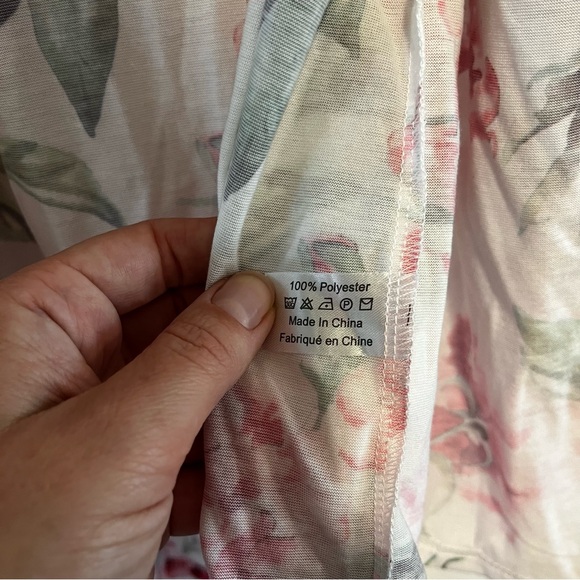 100% Polyester
Made In China
Fabriqué en Chine